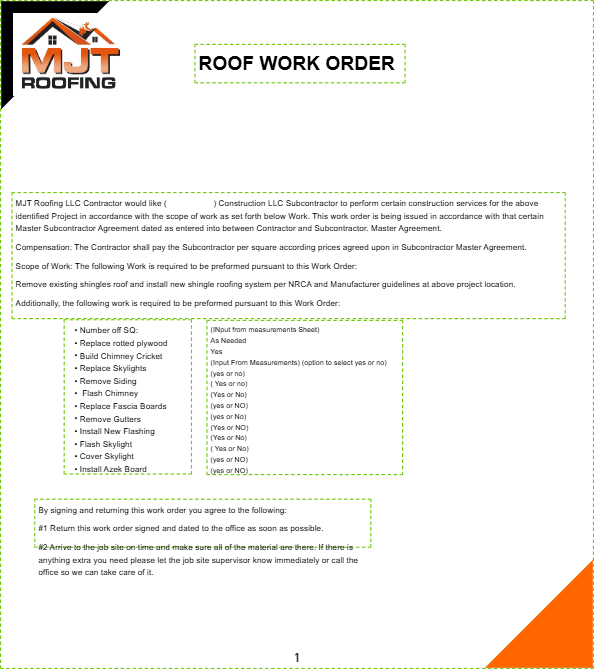 MJT
ROOFING
ROOF WORK ORDER
MJT Roofing LLC Contractor would like ( ) Construction LLC Subcontractor to perform certain construction services for the above
identified Project in accordance with the scope of work as set forth below Work. This work order is being issued in accordance with that certain
Master Subcontractor Agreement dated as entered into between Contractor and Subcontractor. Master Agreement.
Compensation: The Contractor shall pay the Subcontractor per square according prices agreed upon in Subcontractor Master Agreement.
Scope of Work: The following Work is required to be preformed pursuant to this Work Order:
Remove existing shingles roof and install new shingle roofing system per NRCA and Manufacturer guidelines at above project location.
Additionally, the following work is required to be preformed pursuant to this Work Order:
• Number off SQ:
• Replace rotted plywood
• Build Chimney Cricket
• Replace Skylights
• Remove Siding
• Flash Chimney
• Replace Fascia Boards
• Remove Gutters
• Install New Flashing
• Flash Skylight
• Cover Skylight
• Install Azek Board
(INput from measurements Sheet)
As Needed
Yes
(Input From Measurements) (option to select yes or no)
(yes or no)
( Yes or no)
(Yes or No)
(yes or NO)
(yes or No)
(Yes or NO)
(Yes or No)
( Yes or No)
(yes or NO)
(yes or NO)
By signing and returning this work order you agree to the following:
#1 Return this work order signed and dated to the office as soon as possible.
#2 Arrive to the job site on time and make sure all of the material are there. If there is
anything extra you need please let the job site supervisor know immediately or call the
office so we can take care of it.
1